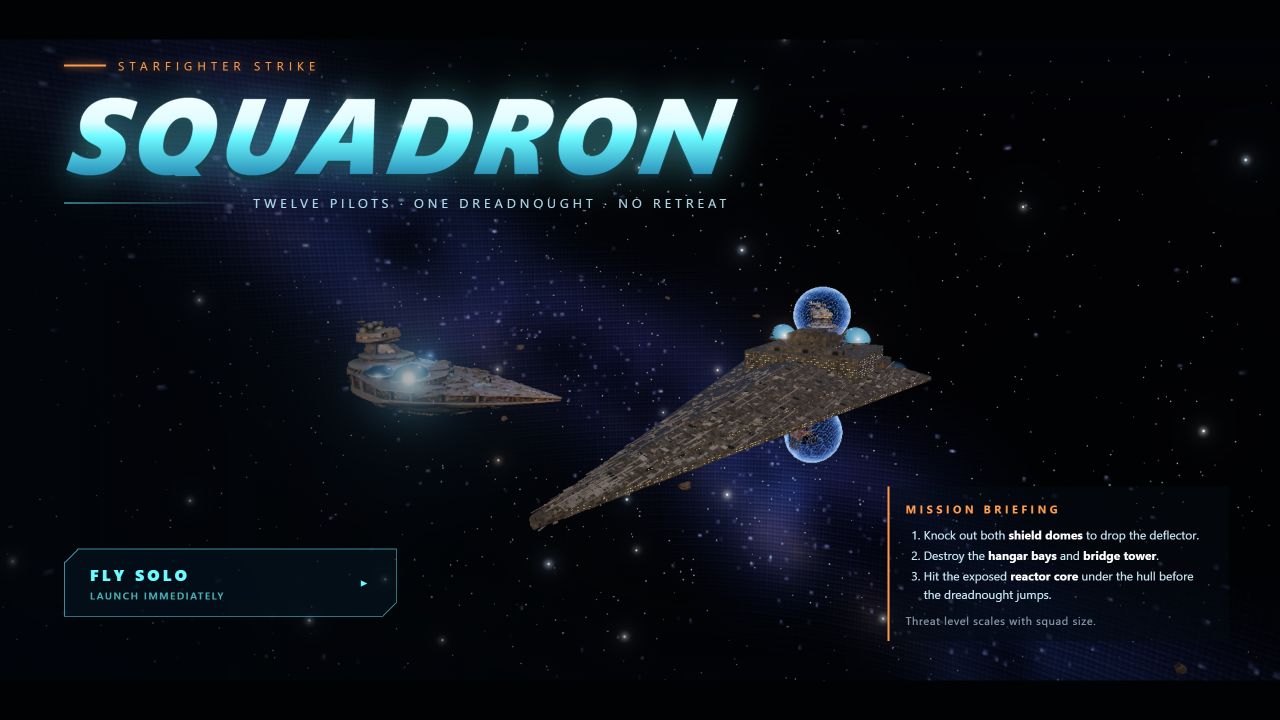 STARFIGHTER STRIKE
SQUADRON
TWELVE PILOTS · ONE DREADNOUGHT · NO RETREAT
FLY SOLO
LAUNCH IMMEDIATELY
MISSION BRIEFING
1. Knock out both shield domes to drop the deflector.
2. Destroy the hangar bays and bridge tower.
3. Hit the exposed reactor core under the hull before
the dreadnought jumps.
Threat level scales with squad size.